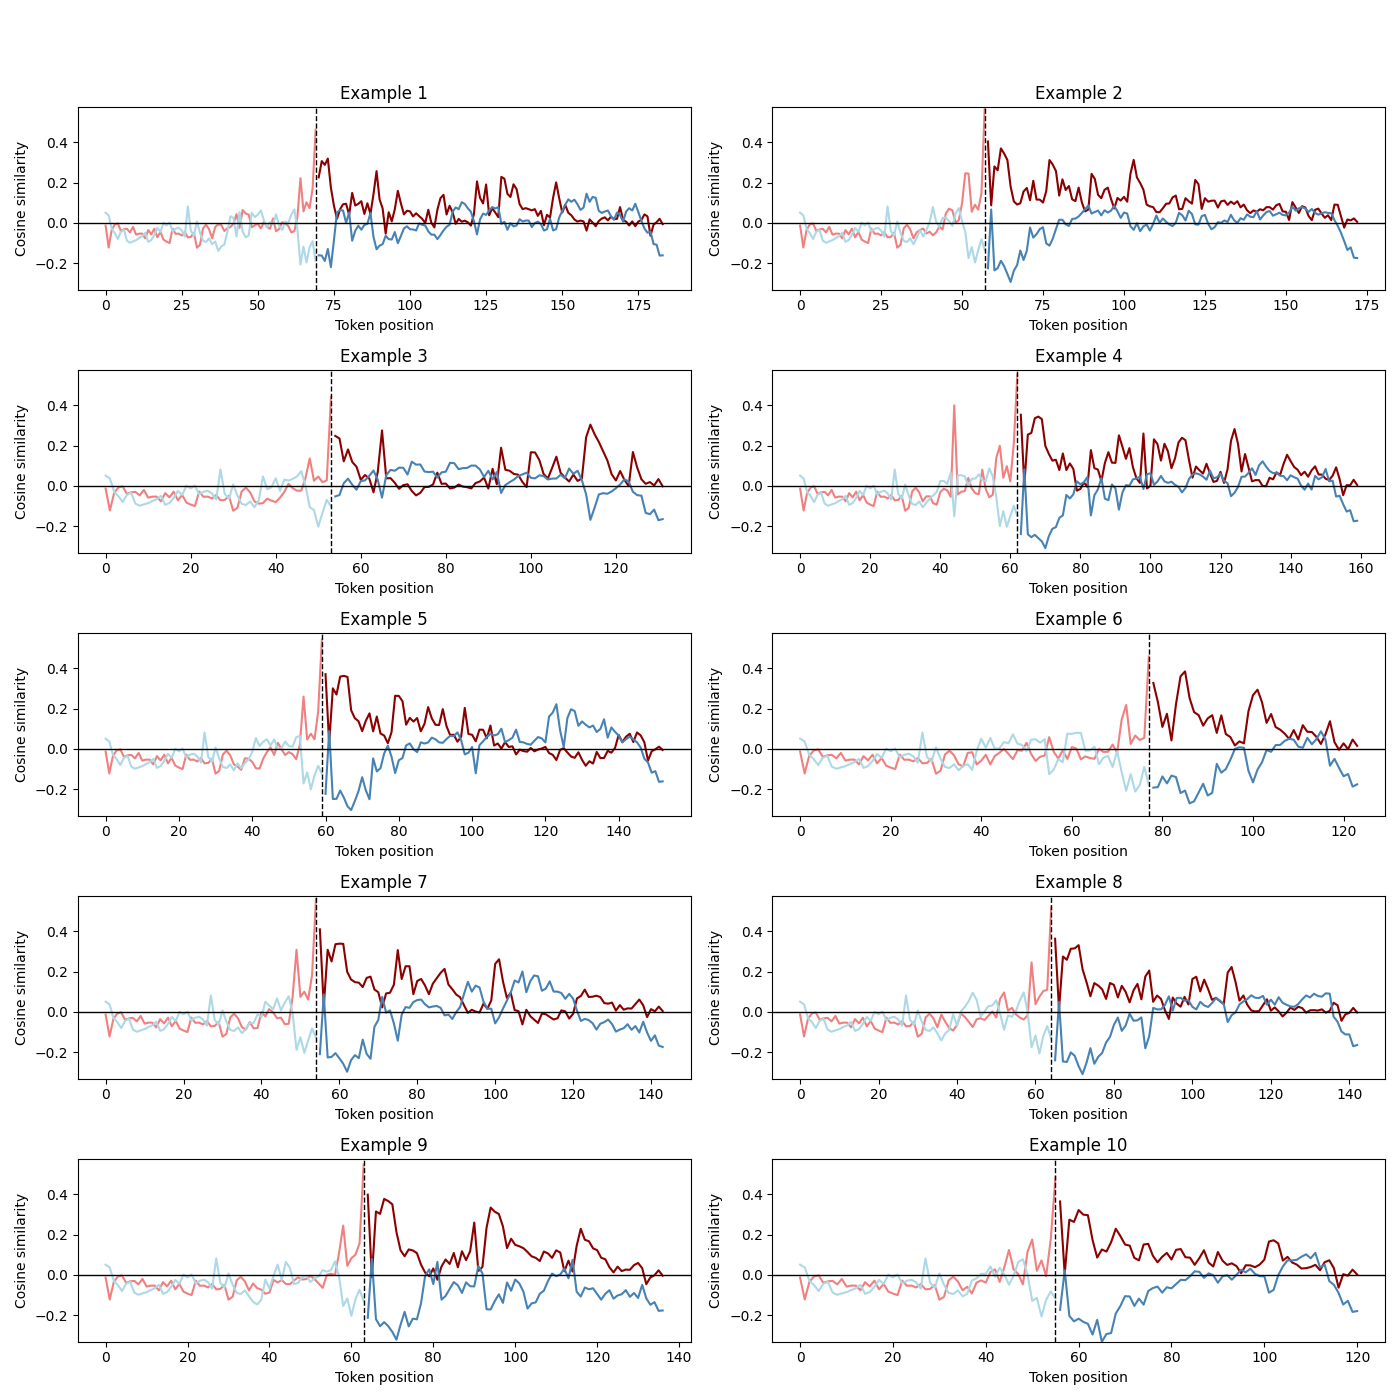 Example 1
Cosine similarity
0.4
0.2
0.0
−0.2
0 25 50 75 100 125 150 175
Token position
Example 2
Cosine similarity
0.4
0.2
0.0
−0.2
0 25 50 75 100 125 150 175
Token position
Example 3
Cosine similarity
0.4
0.2
0.0
−0.2
0 20 40 60 80 100 120
Token position
Example 4
Cosine similarity
0.4
0.2
0.0
−0.2
0 20 40 60 80 100 120 140 160
Token position
Example 5
Cosine similarity
0.4
0.2
0.0
−0.2
0 20 40 60 80 100 120 140
Token position
Example 6
Cosine similarity
0.4
0.2
0.0
−0.2
0 20 40 60 80 100 120
Token position
Example 7
Cosine similarity
0.4
0.2
0.0
−0.2
0 20 40 60 80 100 120 140
Token position
Example 8
Cosine similarity
0.4
0.2
0.0
−0.2
0 20 40 60 80 100 120 140
Token position
Example 9
Cosine similarity
0.4
0.2
0.0
−0.2
0 20 40 60 80 100 120 140
Token position
Example 10
Cosine similarity
0.4
0.2
0.0
−0.2
0 20 40 60 80 100 120
Token position